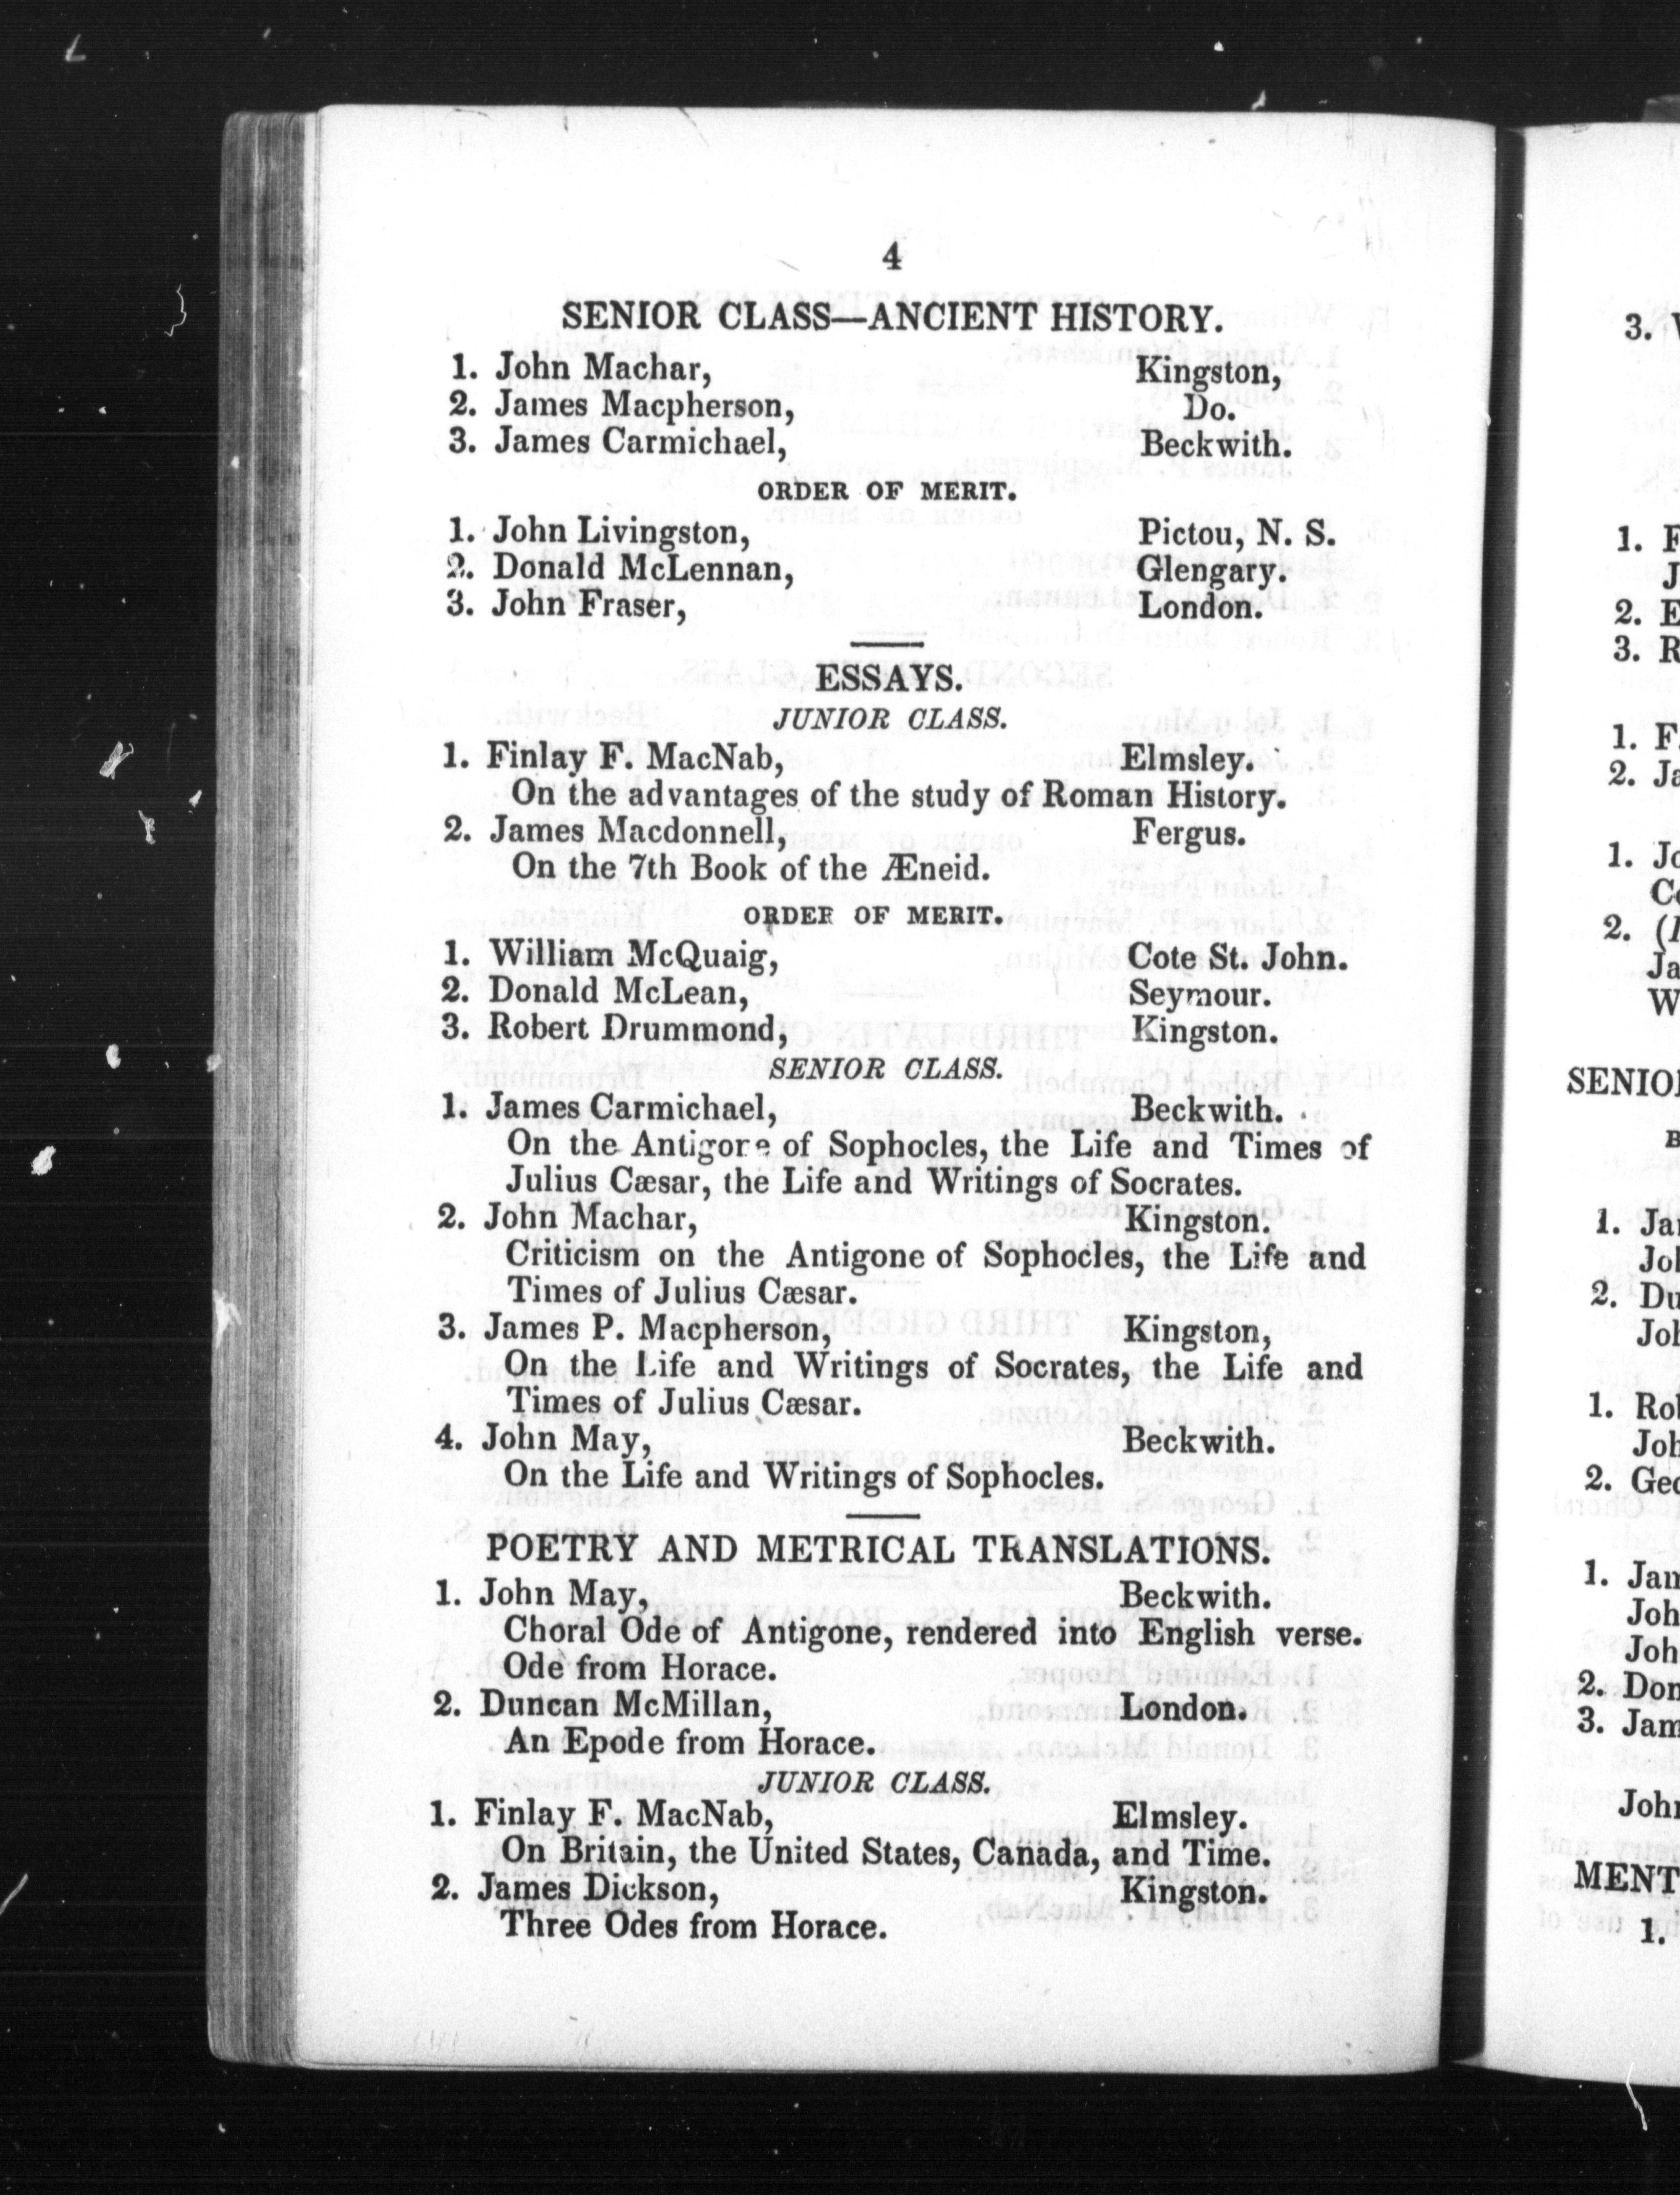 4
SENIOR CLASS—ANCIENT HISTORY.
1. John Machar, Kingston,
2. James Macpherson, Do.
3. James Carmichael, Beckwith.
ORDER OF MERIT.
1. John Livingston, Pictou, N. S.
2. Donald McLennan, Glengary.
3. John Fraser, London.
ESSAYS.
JUNIOR CLASS.
1. Finlay F. MacNab, Elmsley.
On the advantages of the study of Roman History.
2. James Macdonnell, Fergus.
On the 7th Book of the Æneid.
ORDER OF MERIT.
1. William McQuaig, Cote St. John.
2. Donald McLean, Seymour.
3. Robert Drummond, Kingston.
SENIOR CLASS.
1. James Carmichael, Beckwith.
On the Antigone of Sophocles, the Life and Times of
Julius Cæsar, the Life and Writings of Socrates.
2. John Machar, Kingston.
Criticism on the Antigone of Sophocles, the Life and
Times of Julius Cæsar.
3. James P. Macpherson, Kingston,
On the Life and Writings of Socrates, the Life and
Times of Julius Cæsar.
4. John May, Beckwith.
On the Life and Writings of Sophocles.
POETRY AND METRICAL TRANSLATIONS.
1. John May, Beckwith.
Choral Ode of Antigone, rendered into English verse.
Ode from Horace.
2. Duncan McMillan, London.
An Epode from Horace.
JUNIOR CLASS.
1. Finlay F. MacNab, Elmsley.
On Britain, the United States, Canada, and Time.
2. James Dickson, Kingston.
Three Odes from Horace.